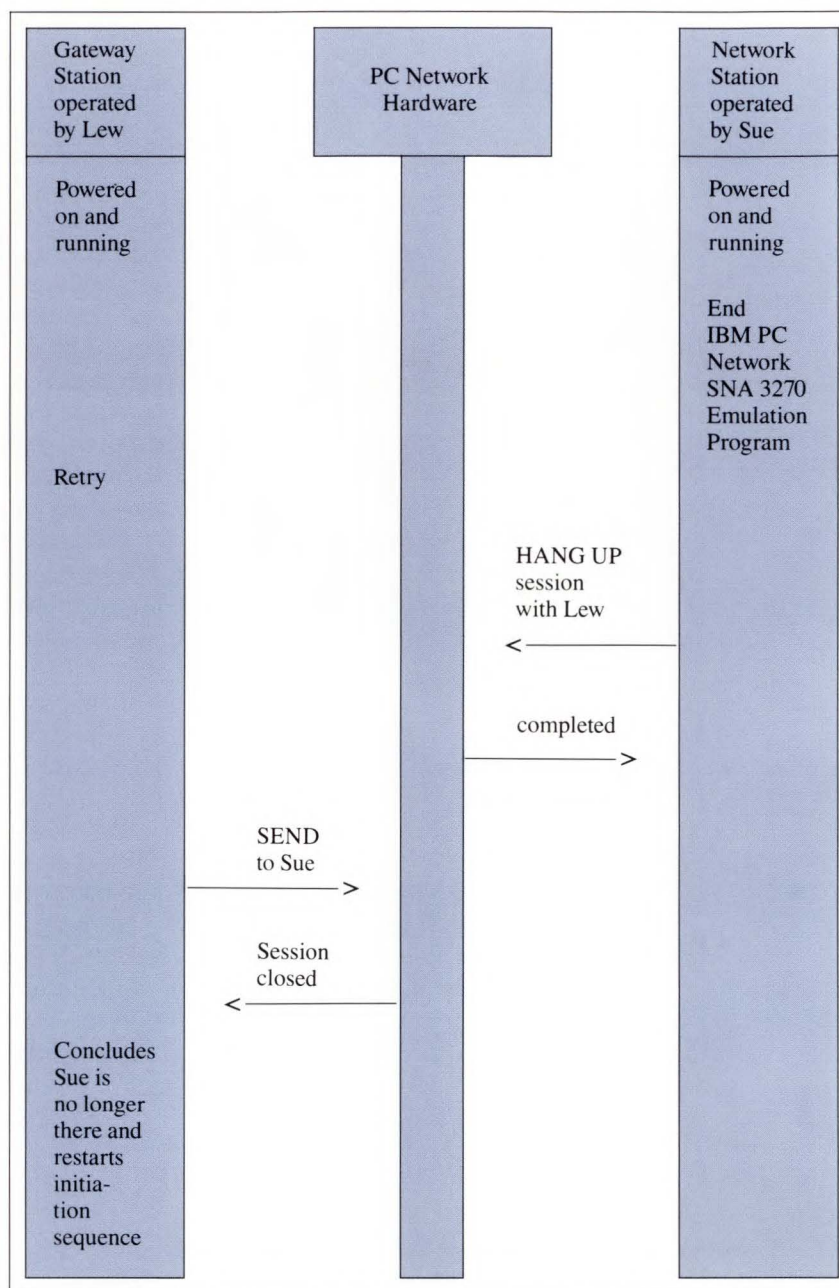 Gateway
Station
operated
by Lew
PC Network
Hardware
Network
Station
operated
by Sue
Powered
on and
running
Powered
on and
running
End
IBM PC
Network
SNA 3270
Emulation
Program
Retry
HANG UP
session
with Lew
completed
SEND
to Sue
Session
closed
Concludes
Sue is
no longer
there and
restarts
initia-
tion
sequence